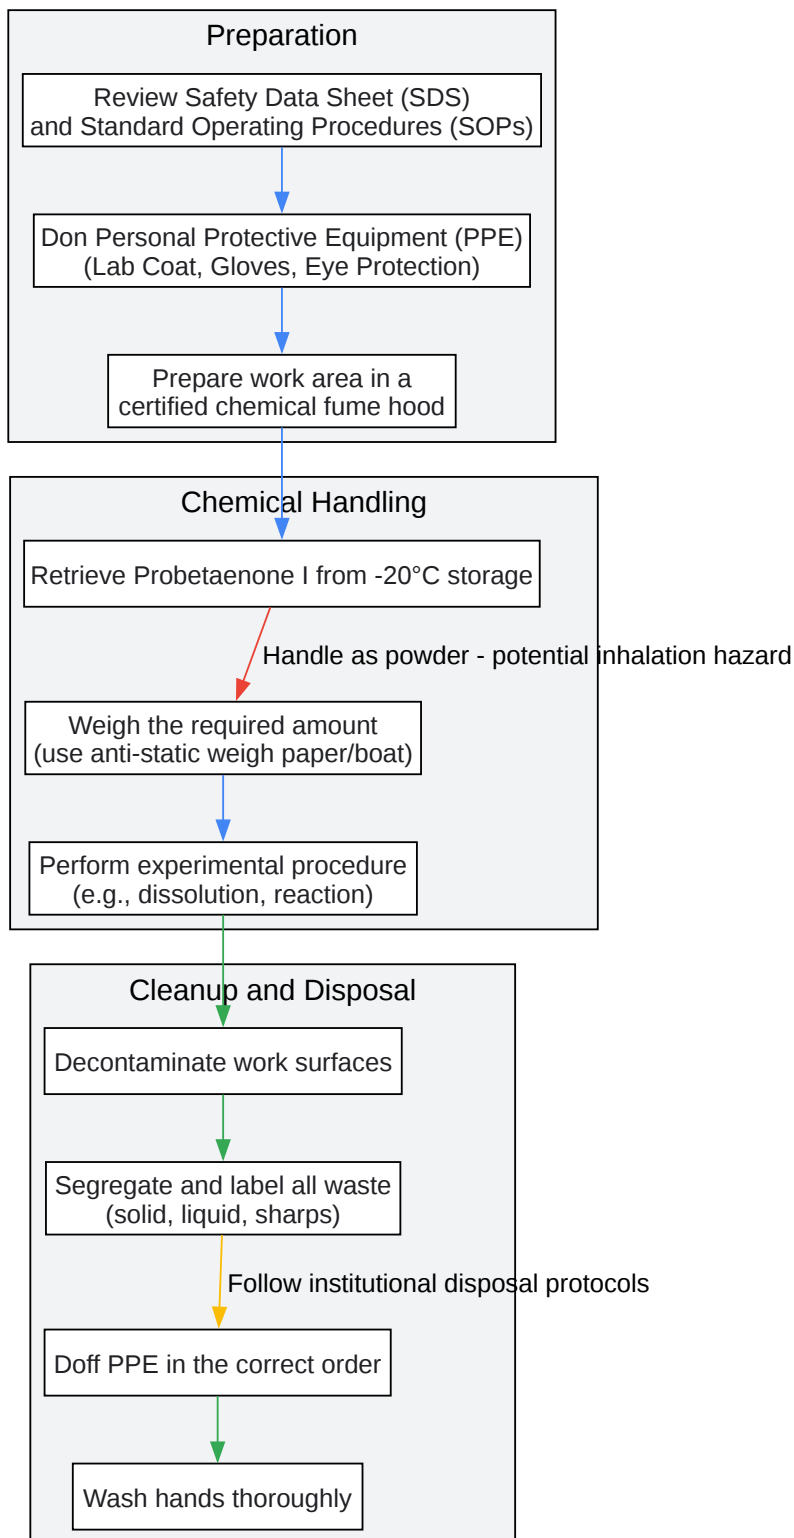 Preparation
Review Safety Data Sheet (SDS)
and Standard Operating Procedures (SOPs)
Don Personal Protective Equipment (PPE)
(Lab Coat, Gloves, Eye Protection)
Prepare work area in a
certified chemical fume hood
Chemical Handling
Retrieve Probetaenone I from -20°C storage
Handle as powder - potential inhalation hazard
Weigh the required amount
(use anti-static weigh paper/boat)
Perform experimental procedure
(e.g., dissolution, reaction)
Cleanup and Disposal
Decontaminate work surfaces
Segregate and label all waste
(solid, liquid, sharps)
Follow institutional disposal protocols
Doff PPE in the correct order
Wash hands thoroughly